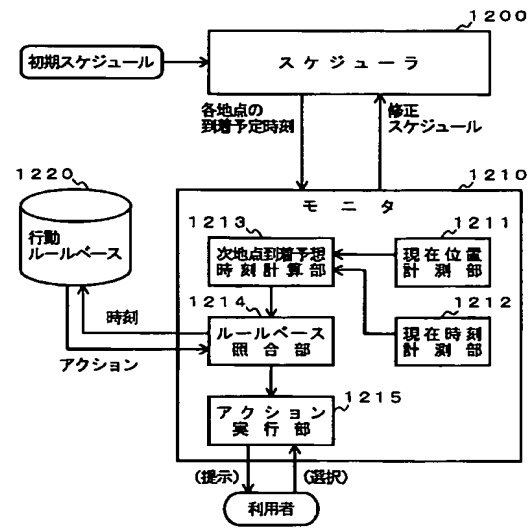 1200
初期スケジュール
スケジューラ
各地点の
到着予定時刻
修正
スケジュール
1220
1210
モニタ
行動
ルールベース
1213
次地点到着予想
時刻計算部
1211
現在位置
計測部
1214
ルールベース
照合部
1212
現在時刻
計測部
時刻
アクション
1215
アクション
実行部
(提示)
(選択)
利用者